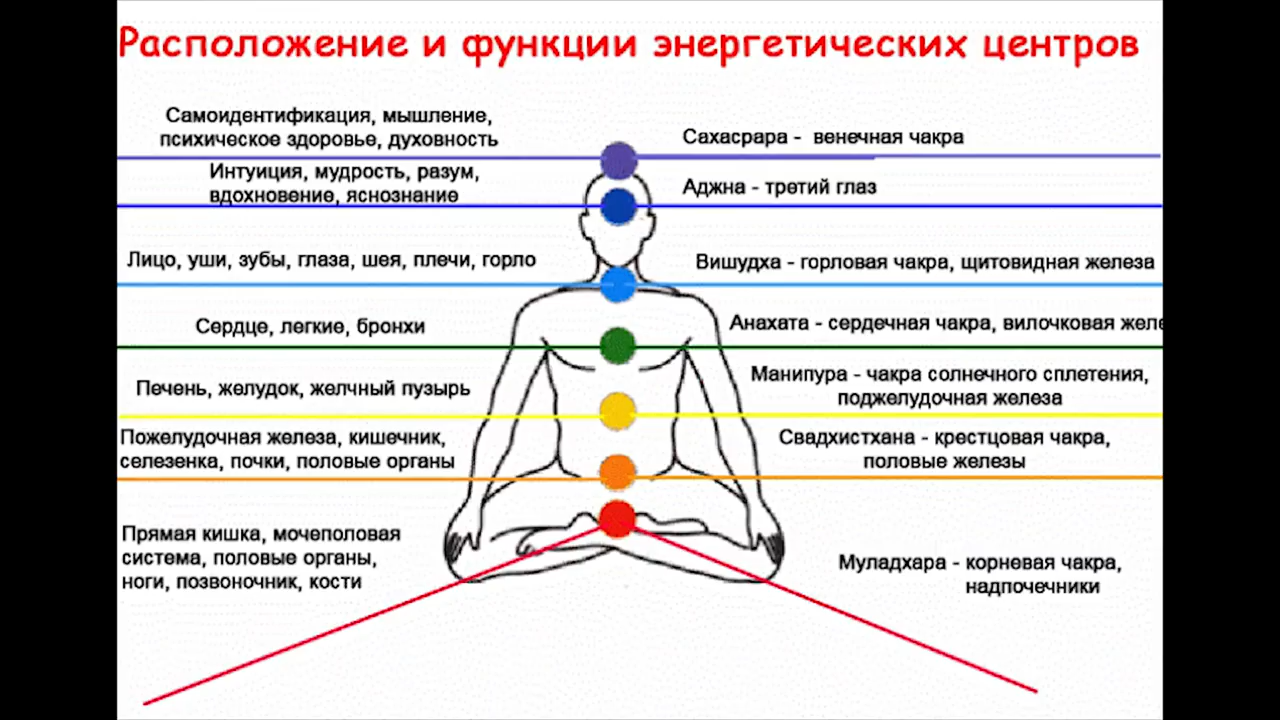 Расположение и функции энергетических центров
Самоидентификация, мышление,
психическое здоровье, духовность
Сахасрара - венечная чакра
Интуиция, мудрость, разум,
вдохновение, яснознание
Аджна - третий глаз
Лицо, уши, зубы, глаза, шея, плечи, горло
Вишудха - горловая чакра, щитовидная железа
Сердце, легкие, бронхи
Анахата - сердечная чакра, вилочковая желе
Печень, желудок, желчный пузырь
Манипура - чакра солнечного сплетения,
поджелудочная железа
Пожелудочная железа, кишечник,
селезенка, почки, половые органы
Свадхистхана - крестцовая чакра,
половые железы
Прямая кишка, мочеполовая
система, половые органы,
ноги, позвоночник, кости
Муладхара - корневая чакра,
надпочечники